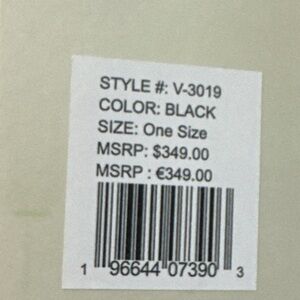 STYLE #: V-3019
COLOR: BLACK
SIZE: One Size
MSRP: $349.00
MSRP : €349.00
1 96644 07390 3